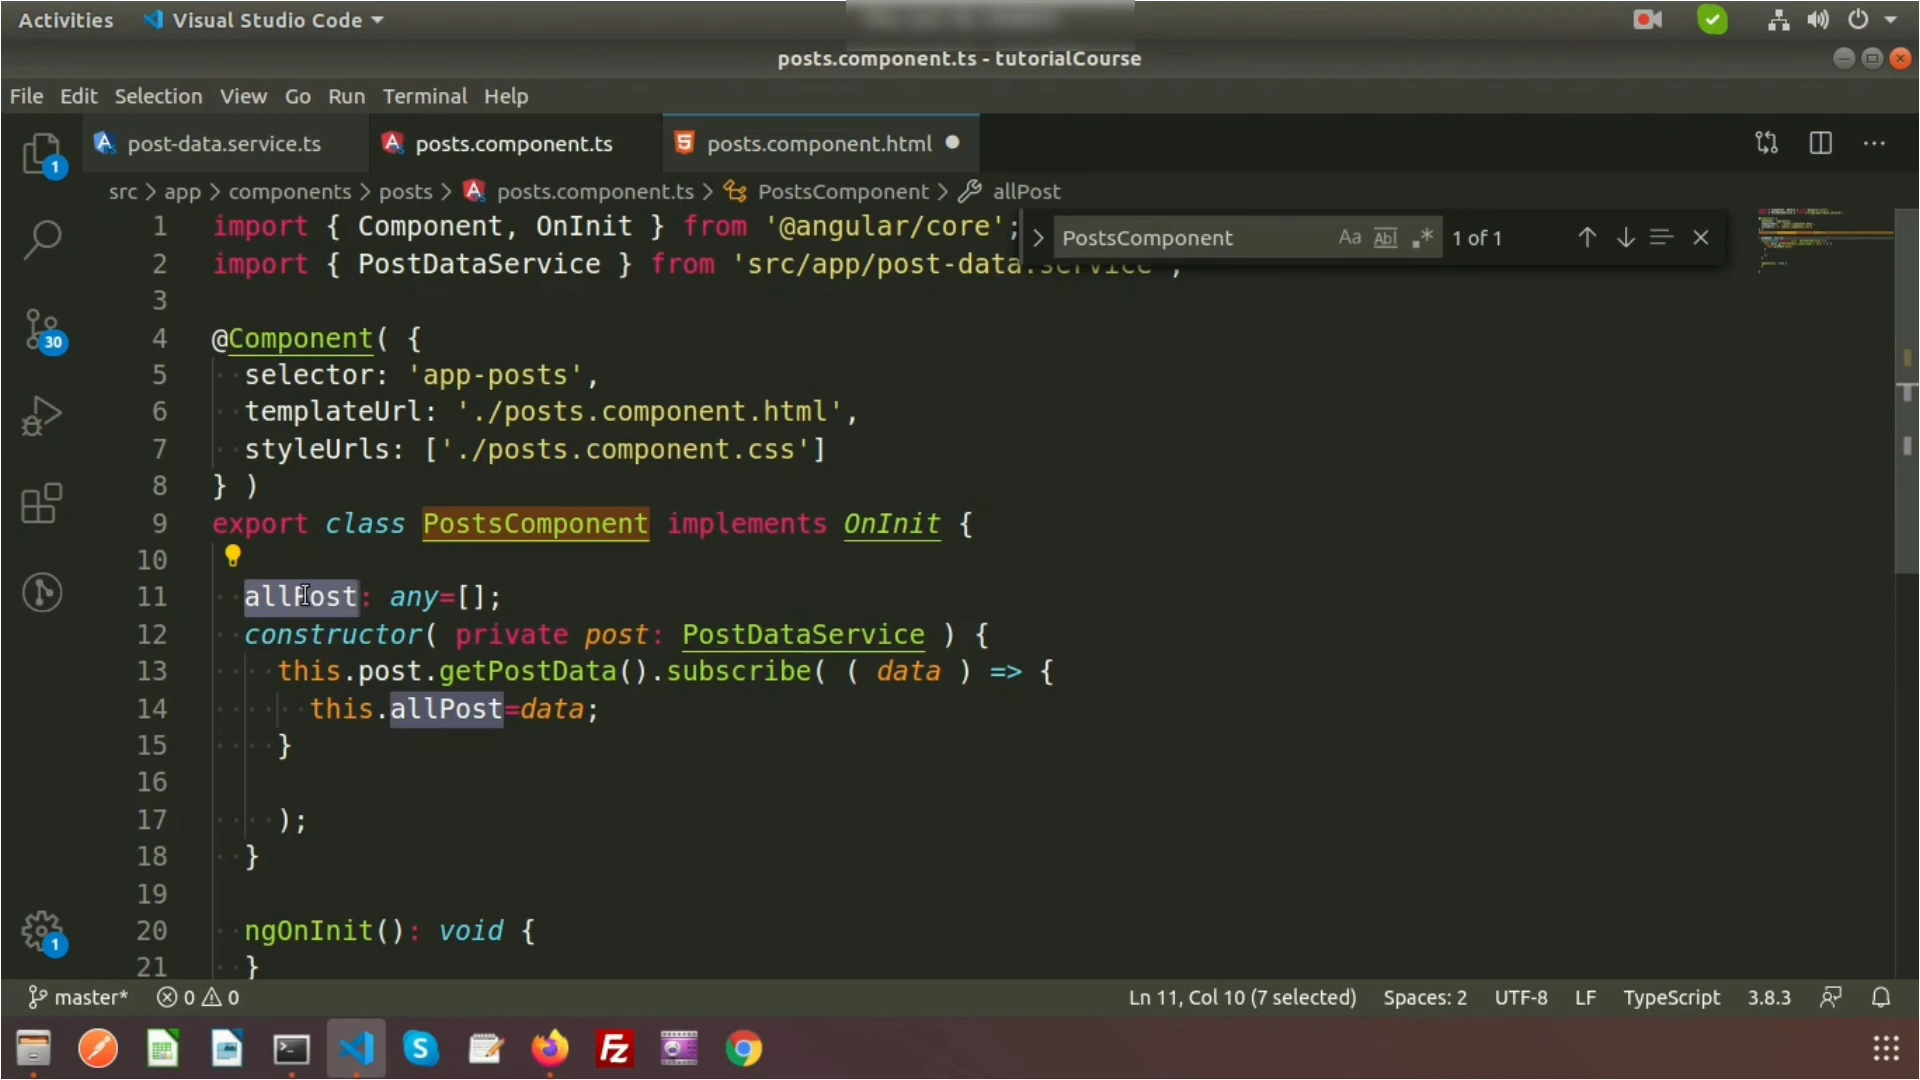 Activities Visual Studio Code
posts.component.ts - tutorialCourse
File Edit Selection View Go Run Terminal Help
post-data.service.ts posts.component.ts posts.component.html
src > app > components > posts > posts.component.ts > PostsComponent > allPost
PostsComponent Aa Abl .* 1 of 1
1 import { Component, OnInit } from '@angular/core';
2 import { PostDataService } from 'src/app/post-data.service';
3
4 @Component( {
5 selector: 'app-posts',
6 templateUrl: './posts.component.html',
7 styleUrls: ['./posts.component.css']
8 } )
9 export class PostsComponent implements OnInit {
10
11 allPost: any=[];
12 constructor( private post: PostDataService ) {
13 this.post.getPostData().subscribe( ( data ) => {
14 this.allPost=data;
15 }
16
17 );
18 }
19
20 ngOnInit(): void {
21 }
1
30
1
master* 0 0 Ln 11, Col 10 (7 selected) Spaces: 2 UTF-8 LF TypeScript 3.8.3